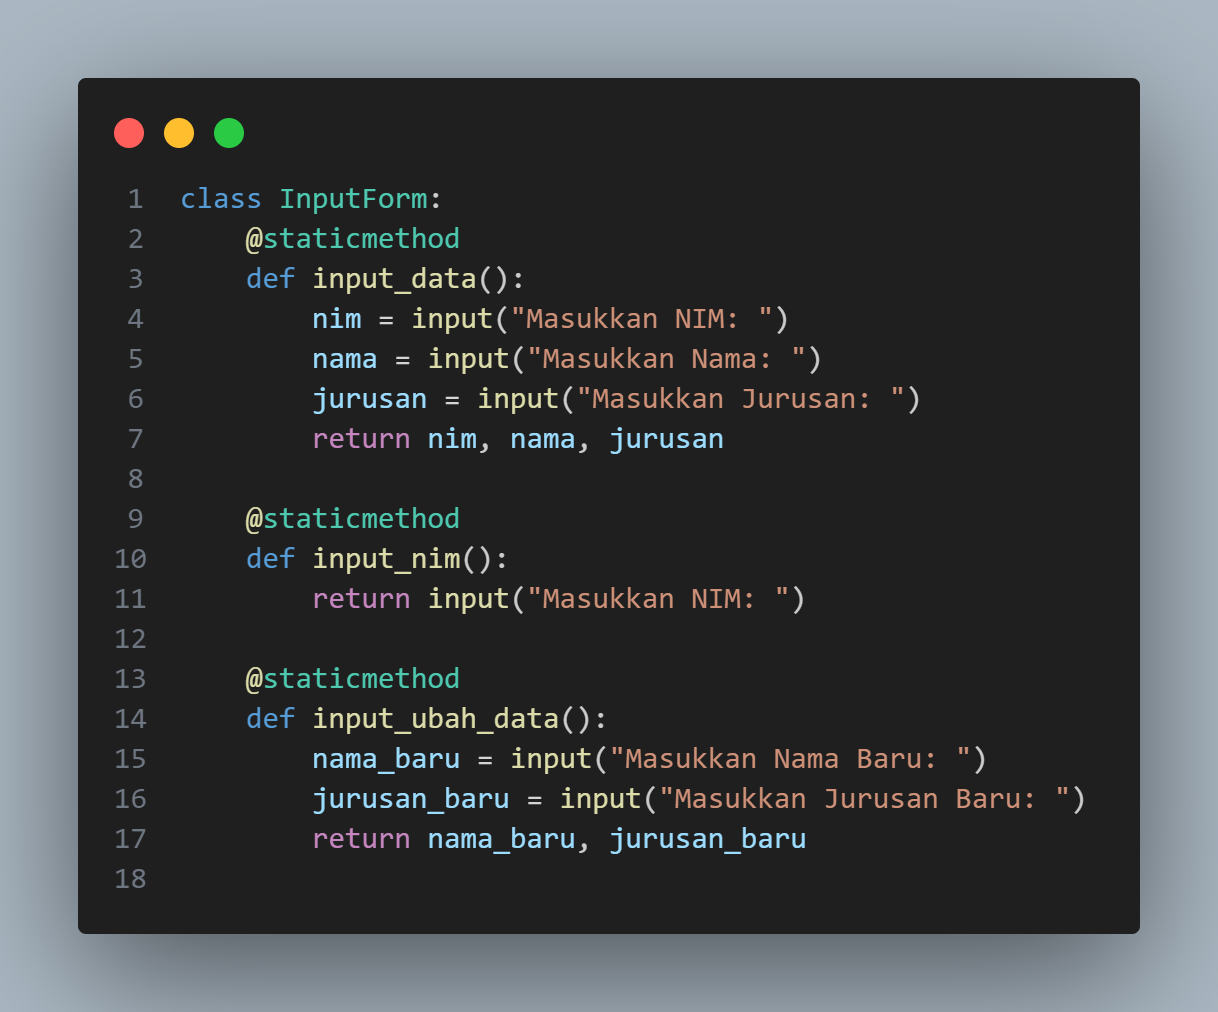 1 class InputForm:
2     @staticmethod
3     def input_data():
4         nim = input("Masukkan NIM: ")
5         nama = input("Masukkan Nama: ")
6         jurusan = input("Masukkan Jurusan: ")
7         return nim, nama, jurusan
8
9     @staticmethod
10     def input_nim():
11         return input("Masukkan NIM: ")
12
13     @staticmethod
14     def input_ubah_data():
15         nama_baru = input("Masukkan Nama Baru: ")
16         jurusan_baru = input("Masukkan Jurusan Baru: ")
17         return nama_baru, jurusan_baru
18